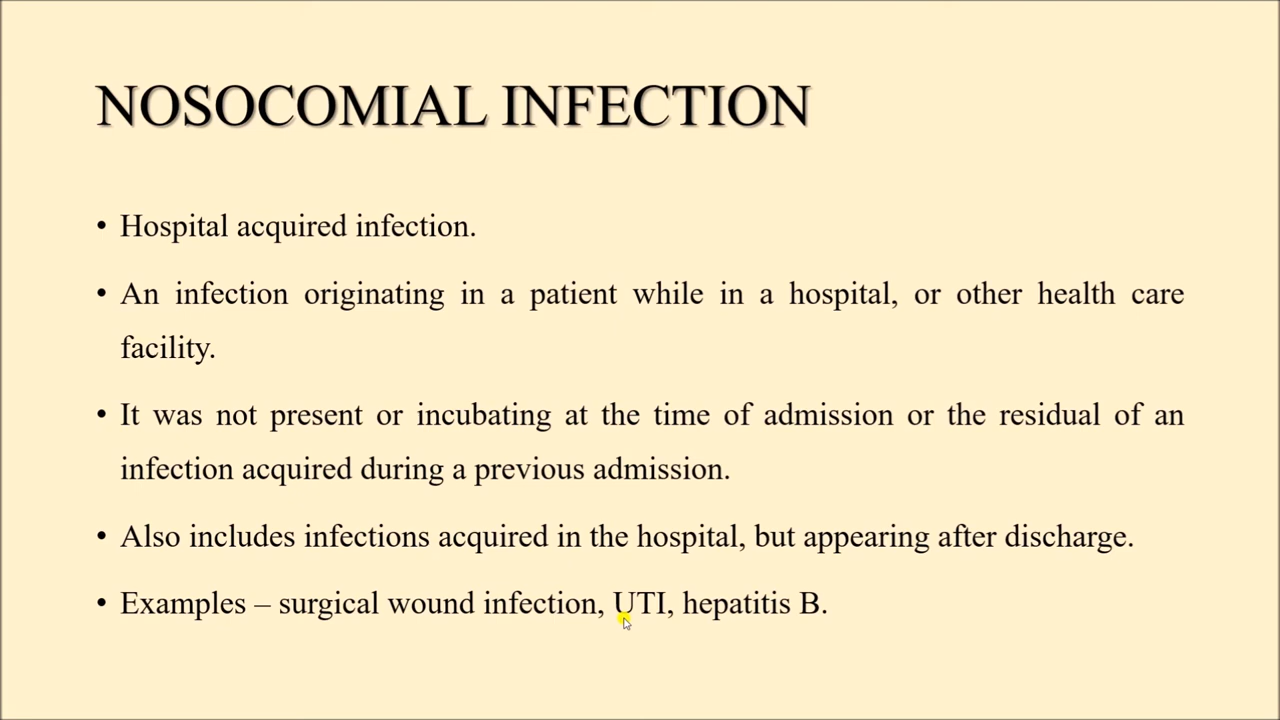 NOSOCOMIAL INFECTION
• Hospital acquired infection.
• An infection originating in a patient while in a hospital, or other health care
facility.
• It was not present or incubating at the time of admission or the residual of an
infection acquired during a previous admission.
• Also includes infections acquired in the hospital, but appearing after discharge.
• Examples – surgical wound infection, UTI, hepatitis B.